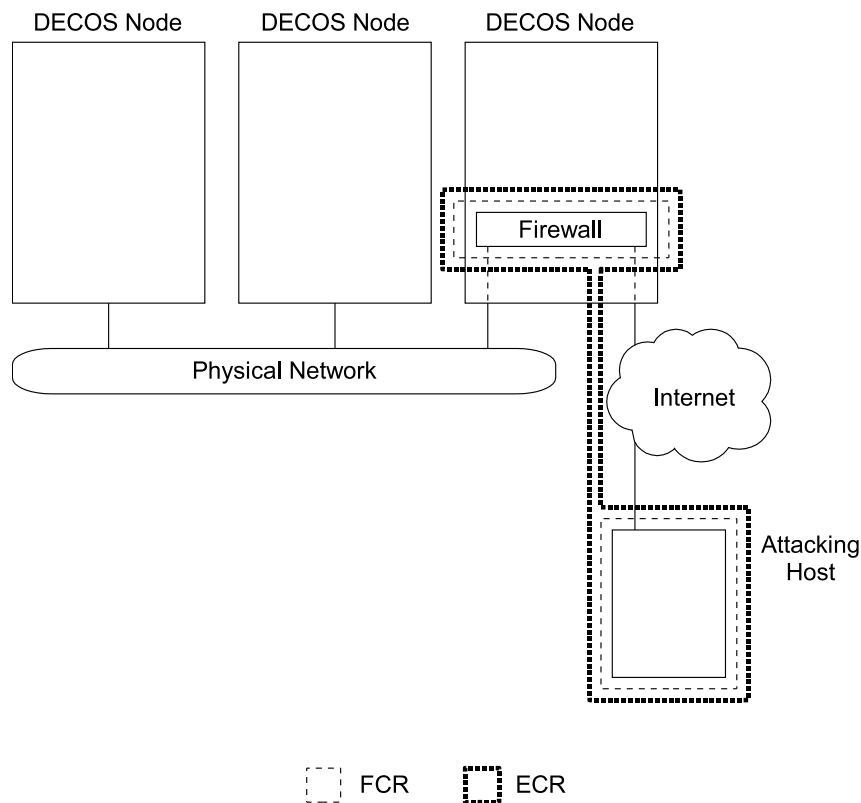 DECOS Node
DECOS Node
DECOS Node
Firewall
Physical Network
Internet
Attacking
Host
FCR
ECR